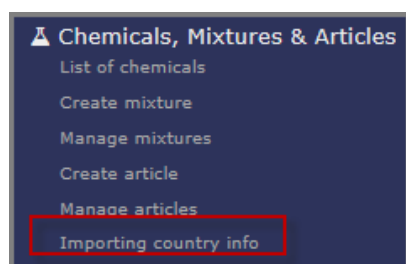 Chemicals, Mixtures & Articles
List of chemicals
Create mixture
Manage mixtures
Create article
Manage articles
Importing country info